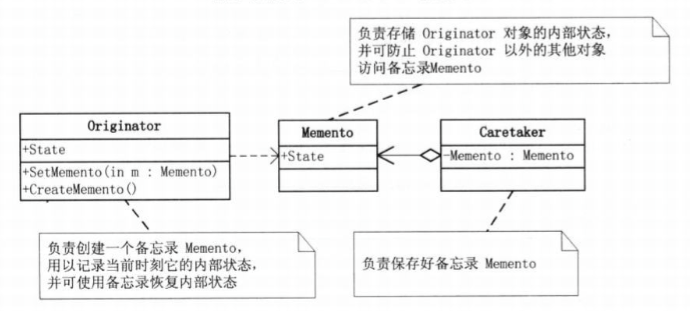 负责存储 Originator 对象的内部状态，
并可防止 Originator 以外的其他对象
访问备忘录Memento
Originator
+State
+SetMemento(in m : Memento)
+CreateMemento()
Memento
+State
Caretaker
-Memento : Memento
负责创建一个备忘录 Memento，
用以记录当前时刻它的内部状态，
并可使用备忘录恢复内部状态
负责保存好备忘录 Memento